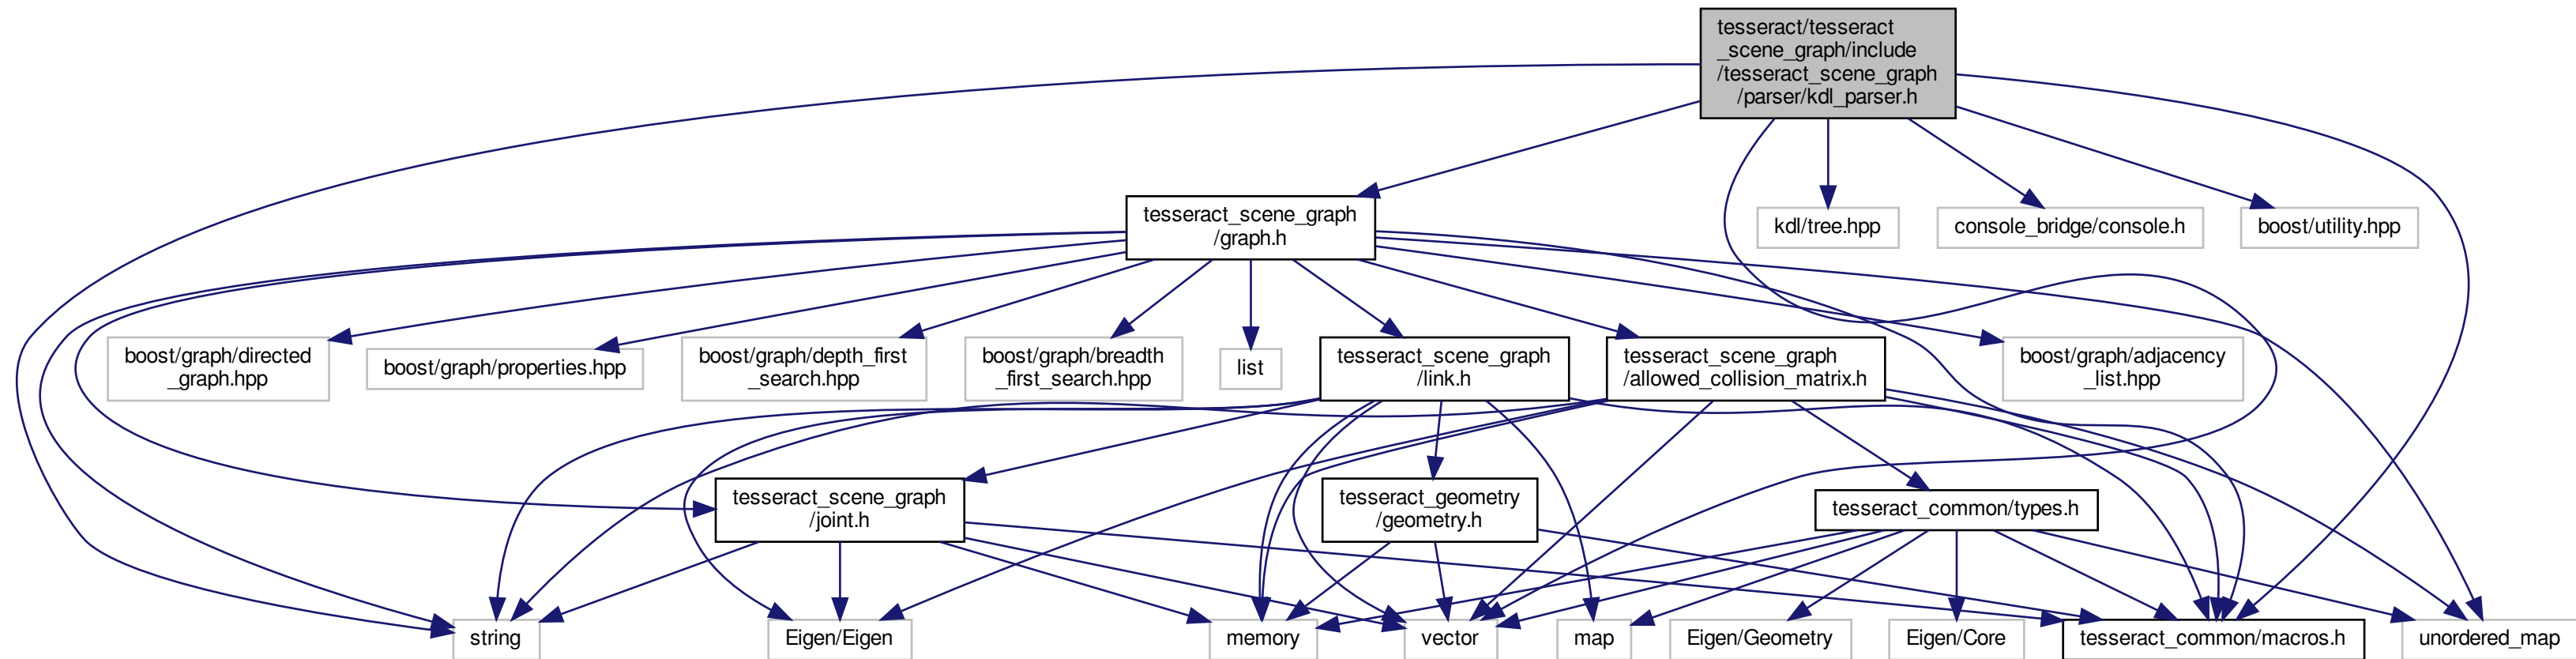 tesseract/tesseract
_scene_graph/include
/tesseract_scene_graph
/parser/kdl_parser.h
tesseract_scene_graph
/graph.h
kdl/tree.hpp
console_bridge/console.h
boost/utility.hpp
boost/graph/directed
_graph.hpp
boost/graph/properties.hpp
boost/graph/depth_first
_search.hpp
boost/graph/breadth
_first_search.hpp
list
tesseract_scene_graph
/link.h
tesseract_scene_graph
/allowed_collision_matrix.h
boost/graph/adjacency
_list.hpp
tesseract_scene_graph
/joint.h
tesseract_geometry
/geometry.h
tesseract_common/types.h
string
Eigen/Eigen
memory
vector
map
Eigen/Geometry
Eigen/Core
tesseract_common/macros.h
unordered_map